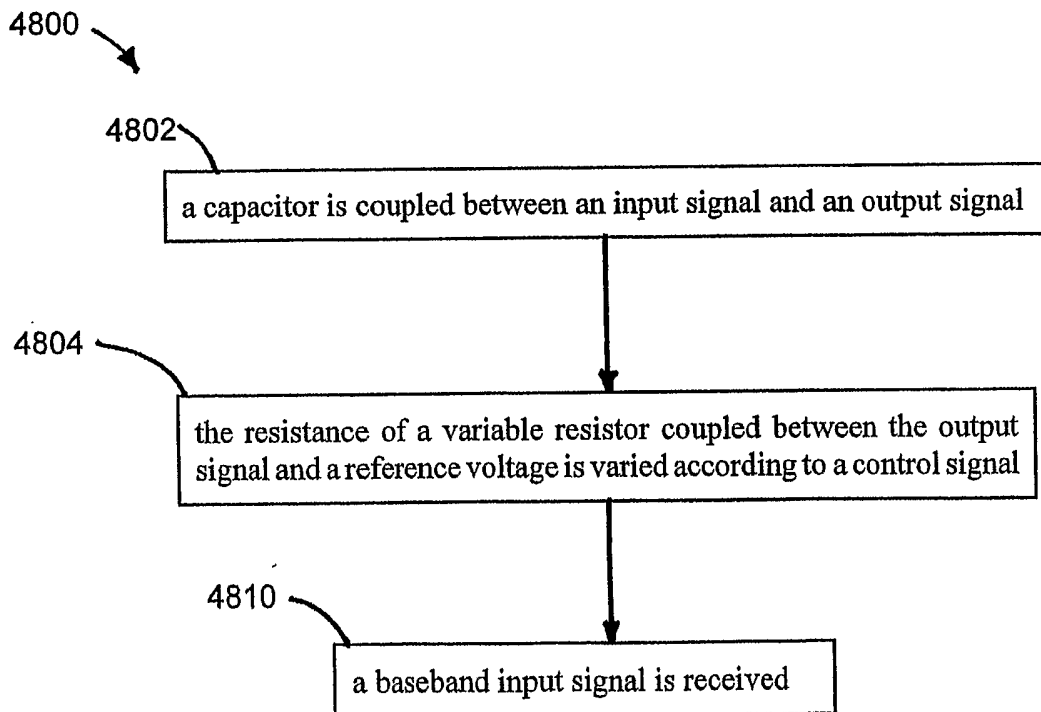 4800
4802
a capacitor is coupled between an input signal and an output signal
4804
the resistance of a variable resistor coupled between the output
signal and a reference voltage is varied according to a control signal
4810
a baseband input signal is received